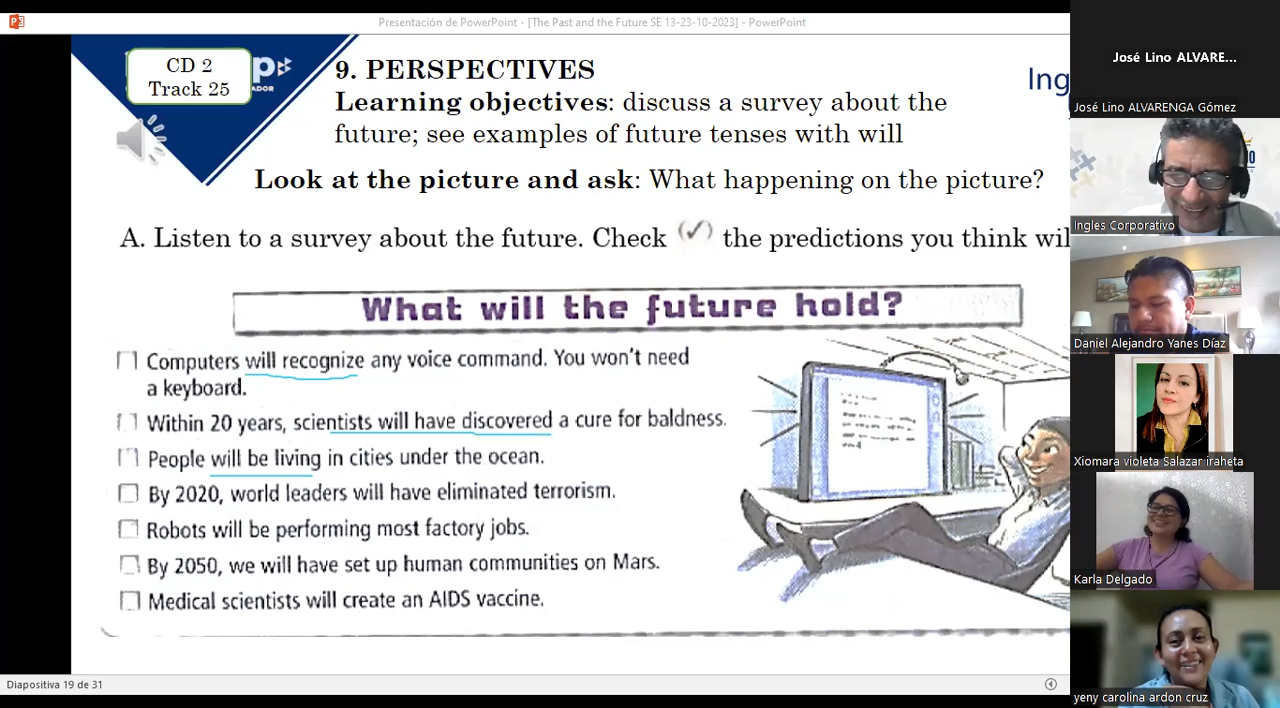 Presentación de PowerPoint - [The Past and the Future SE 13-23-10-2023] - PowerPoint
CD 2
Track 25
9. PERSPECTIVES
Learning objectives: discuss a survey about the
future; see examples of future tenses with will
Look at the picture and ask: What happening on the picture?
A. Listen to a survey about the future. Check (✓) the predictions you think wil
What will the future hold?
Computers will recognize any voice command. You won't need
a keyboard.
Within 20 years, scientists will have discovered a cure for baldness.
People will be living in cities under the ocean.
By 2020, world leaders will have eliminated terrorism.
Robots will be performing most factory jobs.
By 2050, we will have set up human communities on Mars.
Medical scientists will create an AIDS vaccine.
Diapositiva 19 de 31
Ing
José Lino ALVARE...
José Lino ALVARENGA Gómez
Ingles Corporativo
Daniel Alejandro Yanes Díaz
Xiomara violeta Salazar iraheta
Karla Delgado
yeny carolina ardon cruz